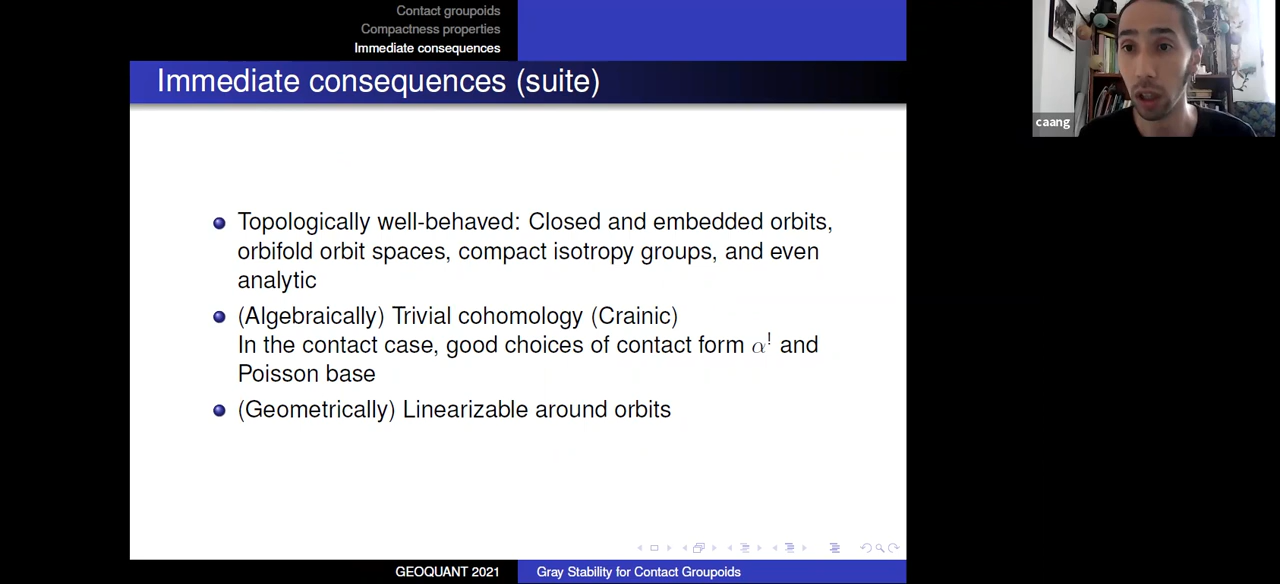 Contact groupoids
Compactness properties
Immediate consequences
Immediate consequences (suite)
Topologically well-behaved: Closed and embedded orbits,
orbifold orbit spaces, compact isotropy groups, and even
analytic
(Algebraically) Trivial cohomology (Crainic)
In the contact case, good choices of contact form α! and
Poisson base
(Geometrically) Linearizable around orbits
GEOQUANT 2021
Gray Stability for Contact Groupoids
caang